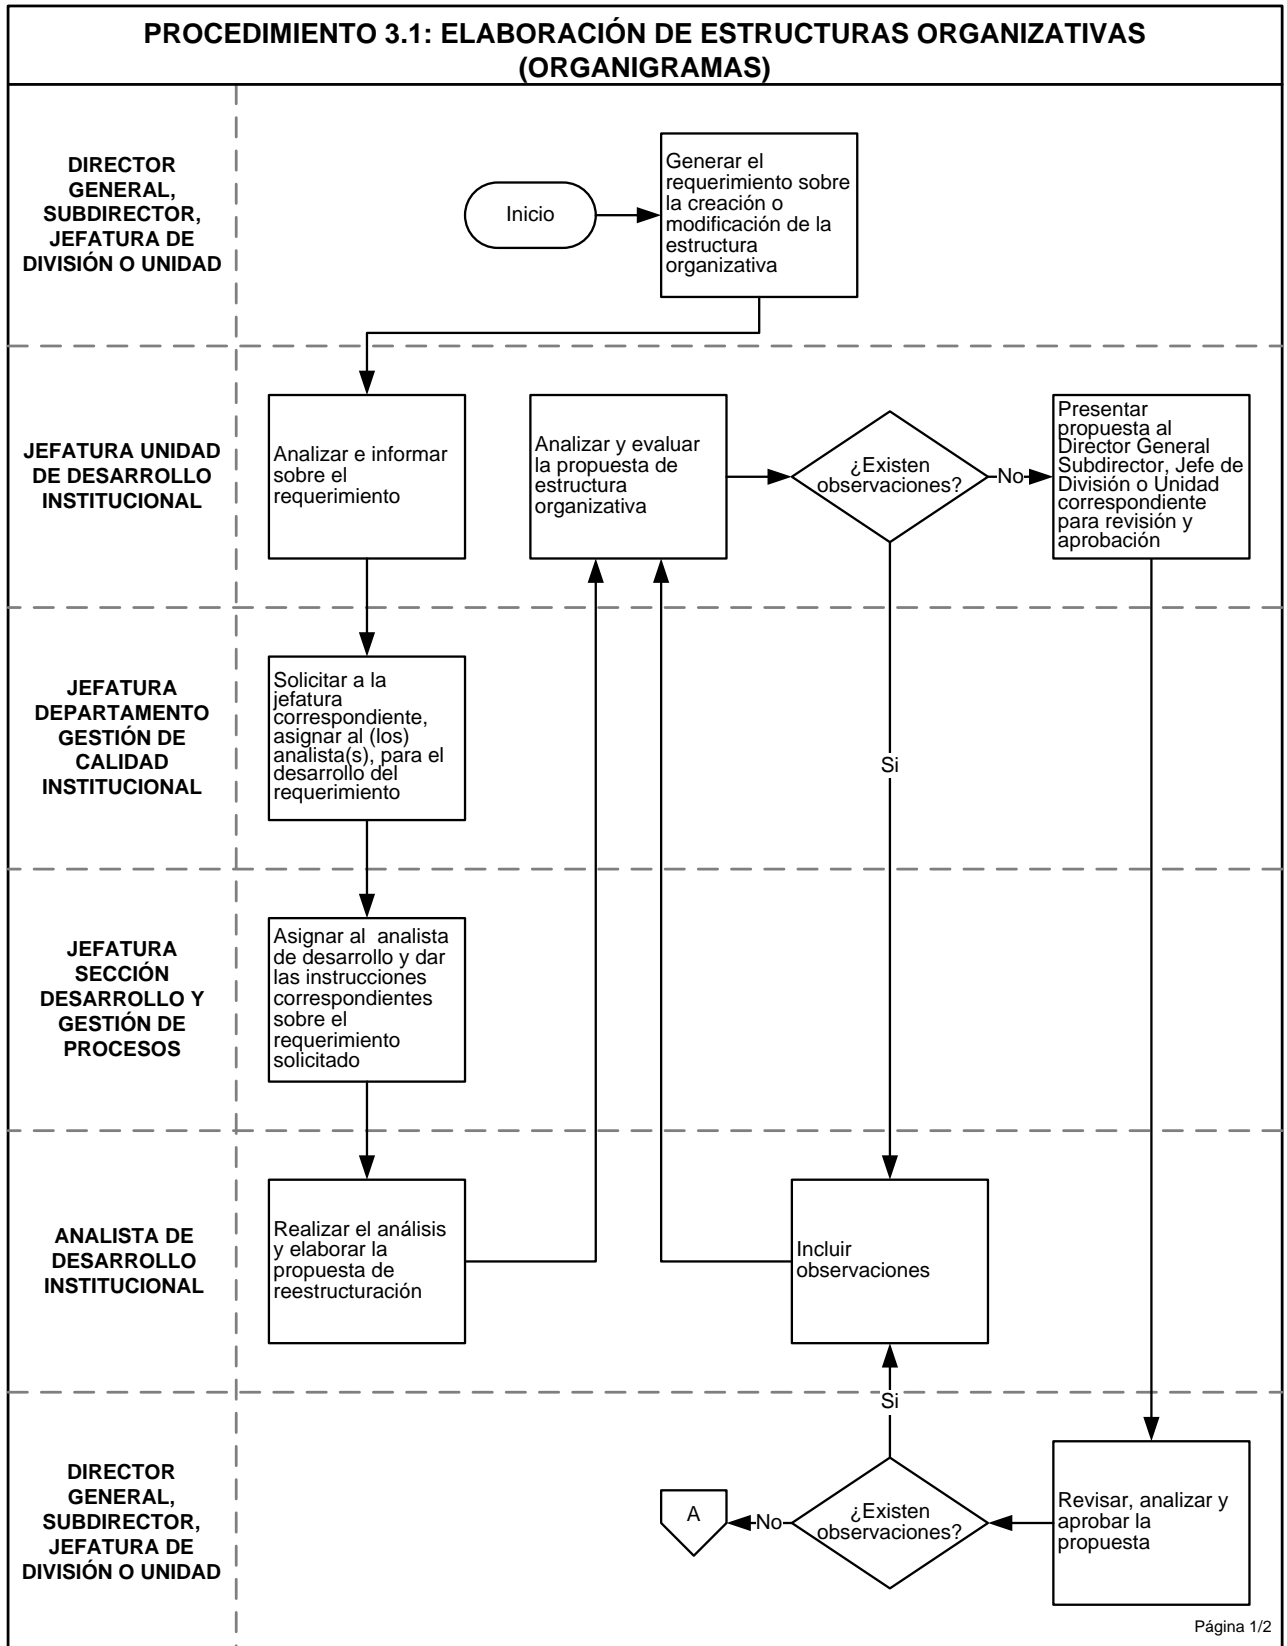 PROCEDIMIENTO 3.1: ELABORACIÓN DE ESTRUCTURAS ORGANIZATIVAS
(ORGANIGRAMAS)
DIRECTOR
GENERAL,
SUBDIRECTOR,
JEFATURA DE
DIVISIÓN O UNIDAD
Inicio
Generar el
requerimiento sobre
la creación o
modificación de la
estructura
organizativa
JEFATURA UNIDAD
DE DESARROLLO
INSTITUCIONAL
Analizar e informar
sobre el
requerimiento
Analizar y evaluar
la propuesta de
estructura
organizativa
¿Existen
observaciones?
No
Presentar
propuesta al
Director General
Subdirector, Jefe de
División o Unidad
correspondiente
para revisión y
aprobación
JEFATURA
DEPARTAMENTO
GESTIÓN DE
CALIDAD
INSTITUCIONAL
Solicitar a la
jefatura
correspondiente,
asignar al (los)
analista(s), para el
desarrollo del
requerimiento
Si
JEFATURA
SECCIÓN
DESARROLLO Y
GESTIÓN DE
PROCESOS
Asignar al  analista
de desarrollo y dar
las instrucciones
correspondientes
sobre el
requerimiento
solicitado
ANALISTA DE
DESARROLLO
INSTITUCIONAL
Realizar el análisis
y elaborar la
propuesta de
reestructuración
Incluir
observaciones
Si
DIRECTOR
GENERAL,
SUBDIRECTOR,
JEFATURA DE
DIVISIÓN O UNIDAD
A
No
¿Existen
observaciones?
Revisar, analizar y
aprobar la
propuesta
Página 1/2